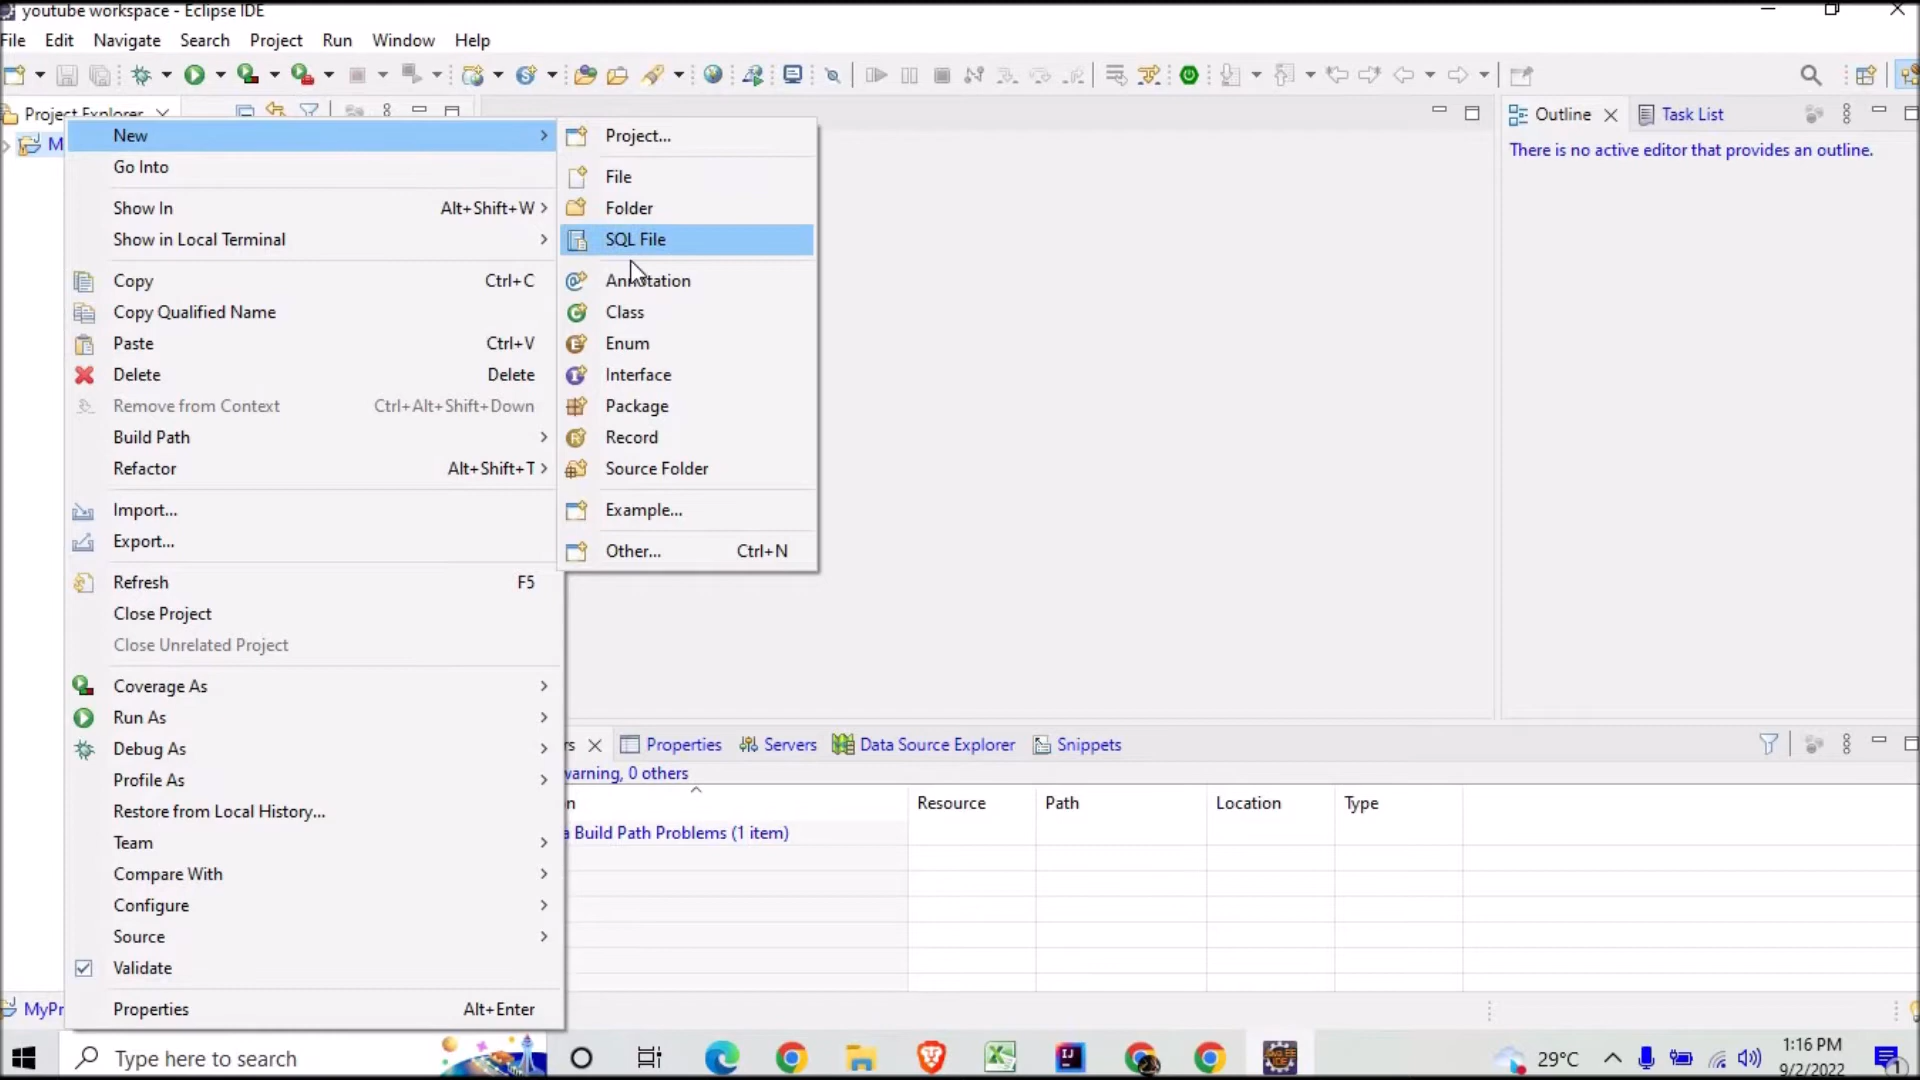 youtube workspace - Eclipse IDE
File Edit Navigate Search Project Run Window Help
Project Explorer
Outline Task List
M
There is no active editor that provides an outline.
New
Go Into
Show In Alt+Shift+W
Show in Local Terminal
Copy Ctrl+C
Copy Qualified Name
Paste Ctrl+V
Delete Delete
Remove from Context Ctrl+Alt+Shift+Down
Build Path
Refactor Alt+Shift+T
Import...
Export...
Refresh F5
Close Project
Close Unrelated Project
Coverage As
Run As
Debug As
Profile As
Restore from Local History...
Team
Compare With
Configure
Source
Validate
Properties Alt+Enter
Project...
File
Folder
SQL File
Annotation
Class
Enum
Interface
Package
Record
Source Folder
Example...
Other... Ctrl+N
rs Properties Servers Data Source Explorer Snippets
warning, 0 others
n Resource Path Location Type
a Build Path Problems (1 item)
MyPr
Type here to search
29°C
1:16 PM
9/2/2022